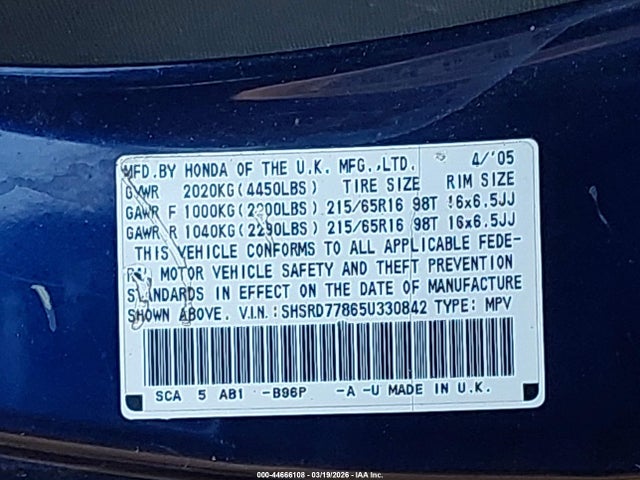 MFD. BY HONDA OF THE U.K. MFG., LTD. 4/'05
GVWR 2020KG(4450LBS) TIRE SIZE RIM SIZE
GAWR F 1000KG(2200LBS) 215/65R16 98T 16x6.5JJ
GAWR R 1040KG(2290LBS) 215/65R16 98T 16x6.5JJ
THIS VEHICLE CONFORMS TO ALL APPLICABLE FEDE-
RAL MOTOR VEHICLE SAFETY AND THEFT PREVENTION
STANDARDS IN EFFECT ON THE DATE OF MANUFACTURE
SHOWN ABOVE. V.I.N.: SHSRD77865U330842 TYPE: MPV
SCA 5 AB1 -B96P -A -U MADE IN U.K.
000-44666108 - 03/19/2026 - IAA Inc.